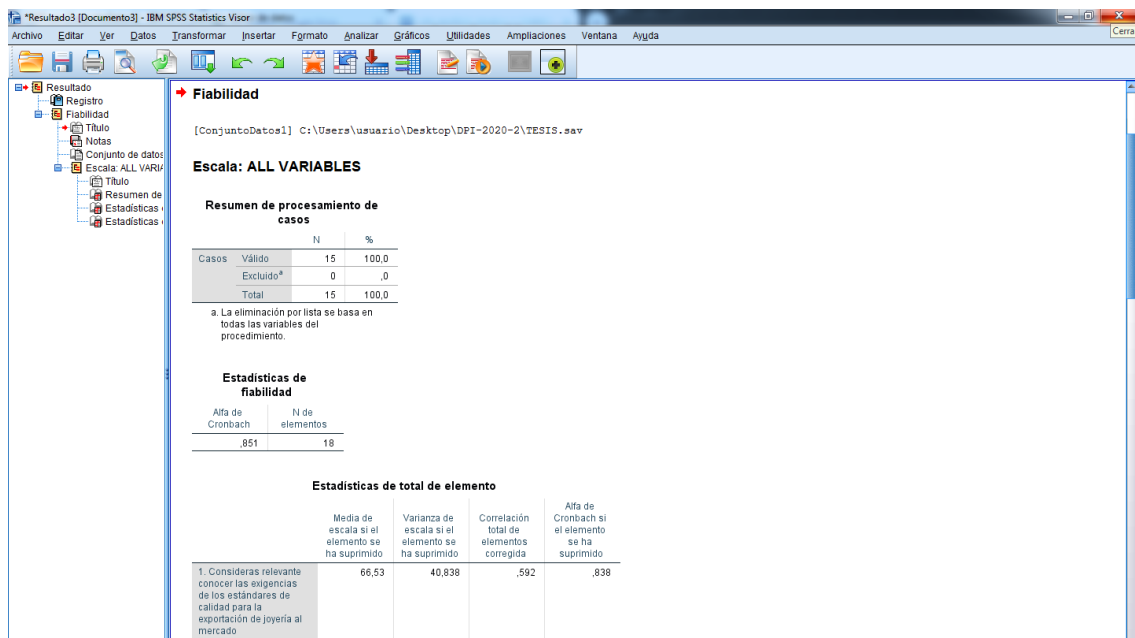 *Resultado3 [Documento3] - IBM SPSS Statistics Visor
Archivo Editar Ver Datos Transformar Insertar Formato Analizar Gráficos Utilidades Ampliaciones Ventana Ayuda
Cerra
Resultado
Registro
Fiabilidad
Título
Notas
Conjunto de datos
Escala: ALL VARIA
Título
Resumen de
Estadísticas
Estadísticas
Fiabilidad
[ConjuntoDatos1] C:\Users\usuario\Desktop\DPI-2020-2\TESIS.sav
Escala: ALL VARIABLES
Resumen de procesamiento de
casos
N %
Casos Válido 15 100,0
Excluidoª 0 ,0
Total 15 100,0
a. La eliminación por lista se basa en
todas las variables del
procedimiento.
Estadísticas de
fiabilidad
Alfa de
Cronbach
N de
elementos
,851 18
Estadísticas de total de elemento
Media de
escala si el
elemento se
ha suprimido
Varianza de
escala si el
elemento se
ha suprimido
Correlación
total de
elementos
corregida
Alfa de
Cronbach si
el elemento
se ha
suprimido
1. Consideras relevante
conocer las exigencias
de los estándares de
calidad para la
exportación de joyería al
mercado
66,53 40,838 ,592 ,838